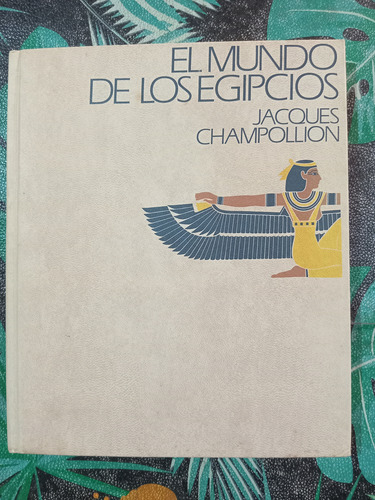 EL MUNDO
DE LOS EGIPCIOS
JACQUES
CHAMPOLLION